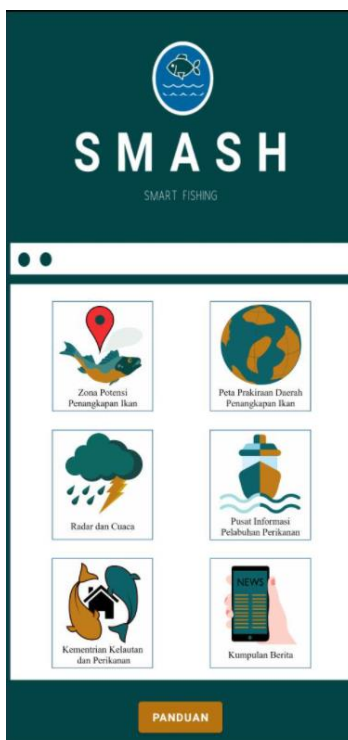 SMASH
SMART FISHING
Zona Potensi
Penangkapan Ikan
Peta Prakiraan Daerah
Penangkapan Ikan
Radar dan Cuaca
Pusat Informasi
Pelabuhan Perikanan
Kementrian Kelautan
dan Perikanan
NEWS
Kumpulan Berita
PANDUAN